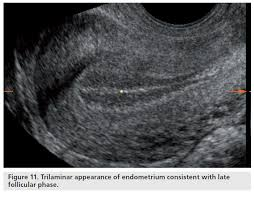 Figure 11. Trilaminar appearance of endometrium consistent with late
follicular phase.